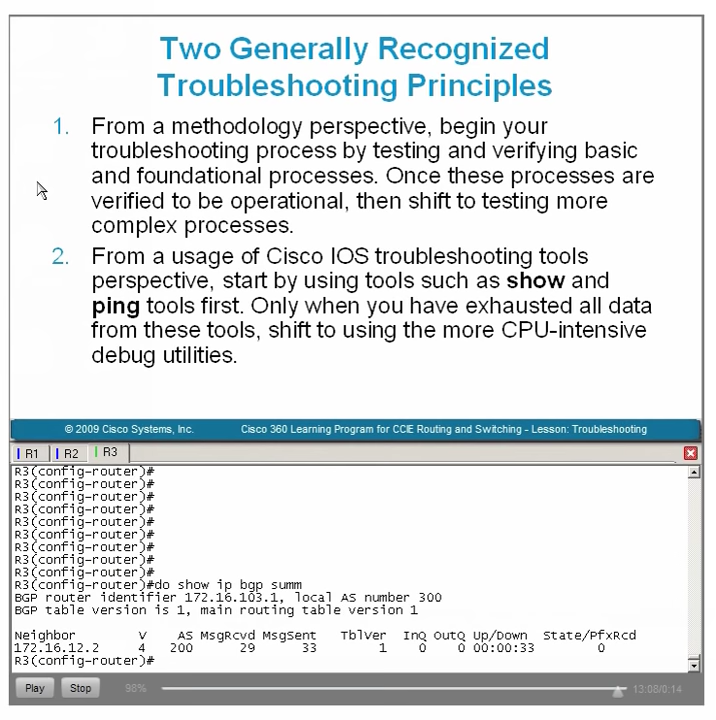 Two Generally Recognized
Troubleshooting Principles
1. From a methodology perspective, begin your
troubleshooting process by testing and verifying basic
and foundational processes. Once these processes are
verified to be operational, then shift to testing more
complex processes.
2. From a usage of Cisco IOS troubleshooting tools
perspective, start by using tools such as show and
ping tools first. Only when you have exhausted all data
from these tools, shift to using the more CPU-intensive
debug utilities.
© 2009 Cisco Systems, Inc. Cisco 360 Learning Program for CCIE Routing and Switching - Lesson: Troubleshooting
R1 R2 R3
R3(config-router)#
R3(config-router)#
R3(config-router)#
R3(config-router)#
R3(config-router)#
R3(config-router)#
R3(config-router)#
R3(config-router)#
R3(config-router)#
R3(config-router)#do show ip bgp summ
BGP router identifier 172.16.103.1, local AS number 300
BGP table version is 1, main routing table version 1
Neighbor V AS MsgRcvd MsgSent TblVer InQ OutQ Up/Down State/PfxRcd
172.16.12.2 4 200 29 33 1 0 0 00:00:33 0
R3(config-router)#
Play Stop 98% 13:08/0:14